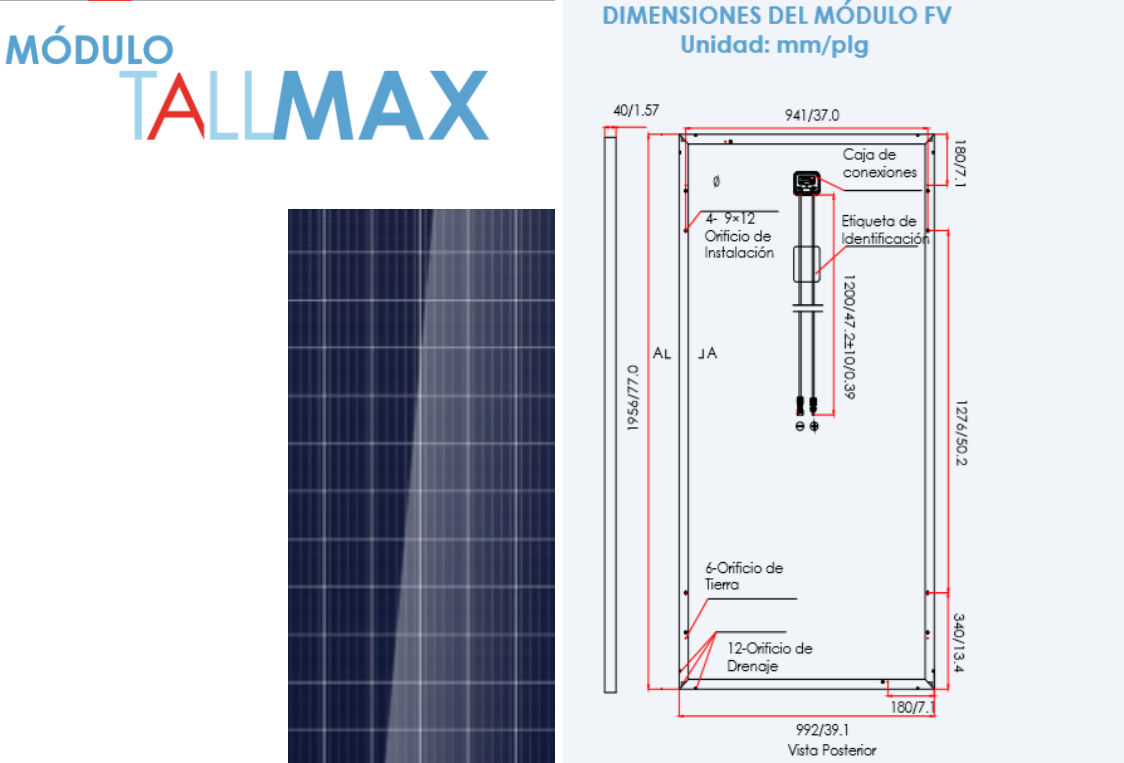 MÓDULO
TALLMAX
DIMENSIONES DEL MÓDULO FV
Unidad: mm/plg
40/1.57
941/37.0
180/7.1
Caja de
conexiones
Ø
4- 9×12
Orificio de
Instalación
Etiqueta de
Identificación
1200/47.2±10/0.39
A
A
1956/77.0
1276/50.2
6-Orificio de
Tierra
340/13.4
12-Orificio de
Drenaje
180/7.1
992/39.1
Vista Posterior